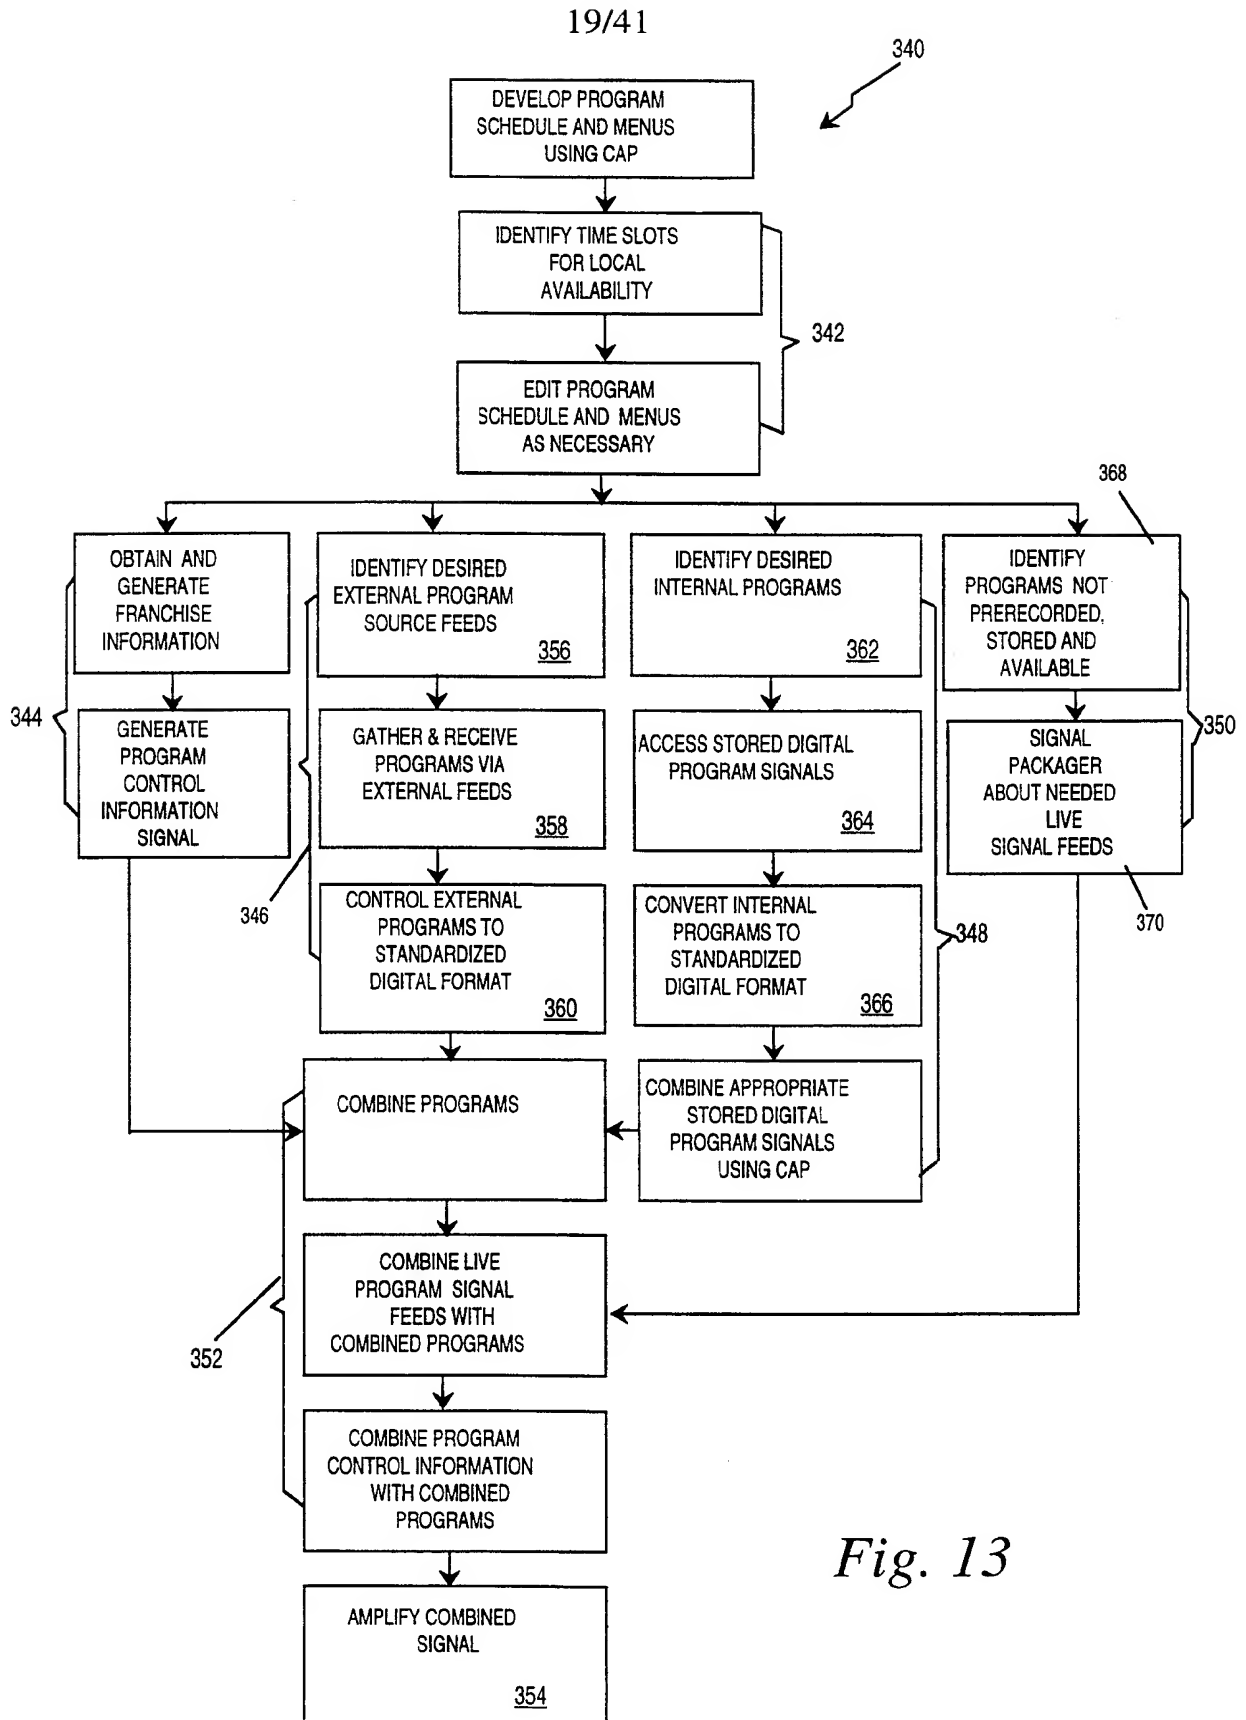 19/41
340
DEVELOP PROGRAM
SCHEDULE AND MENUS
USING CAP
IDENTIFY TIME SLOTS
FOR LOCAL
AVAILABILITY
342
EDIT PROGRAM
SCHEDULE AND MENUS
AS NECESSARY
368
OBTAIN AND
GENERATE
FRANCHISE
INFORMATION
IDENTIFY DESIRED
EXTERNAL PROGRAM
SOURCE FEEDS
356
IDENTIFY DESIRED
INTERNAL PROGRAMS
362
IDENTIFY
PROGRAMS NOT
PRERECORDED,
STORED AND
AVAILABLE
344
GENERATE
PROGRAM
CONTROL
INFORMATION
SIGNAL
GATHER & RECEIVE
PROGRAMS VIA
EXTERNAL FEEDS
358
ACCESS STORED DIGITAL
PROGRAM SIGNALS
364
SIGNAL
PACKAGER
ABOUT NEEDED
LIVE
SIGNAL FEEDS
350
346
CONTROL EXTERNAL
PROGRAMS TO
STANDARDIZED
DIGITAL FORMAT
360
CONVERT INTERNAL
PROGRAMS TO
STANDARDIZED
DIGITAL FORMAT
366
348
370
COMBINE PROGRAMS
COMBINE APPROPRIATE
STORED DIGITAL
PROGRAM SIGNALS
USING CAP
COMBINE LIVE
PROGRAM SIGNAL
FEEDS WITH
COMBINED PROGRAMS
352
COMBINE PROGRAM
CONTROL INFORMATION
WITH COMBINED
PROGRAMS
Fig. 13
AMPLIFY COMBINED
SIGNAL
354